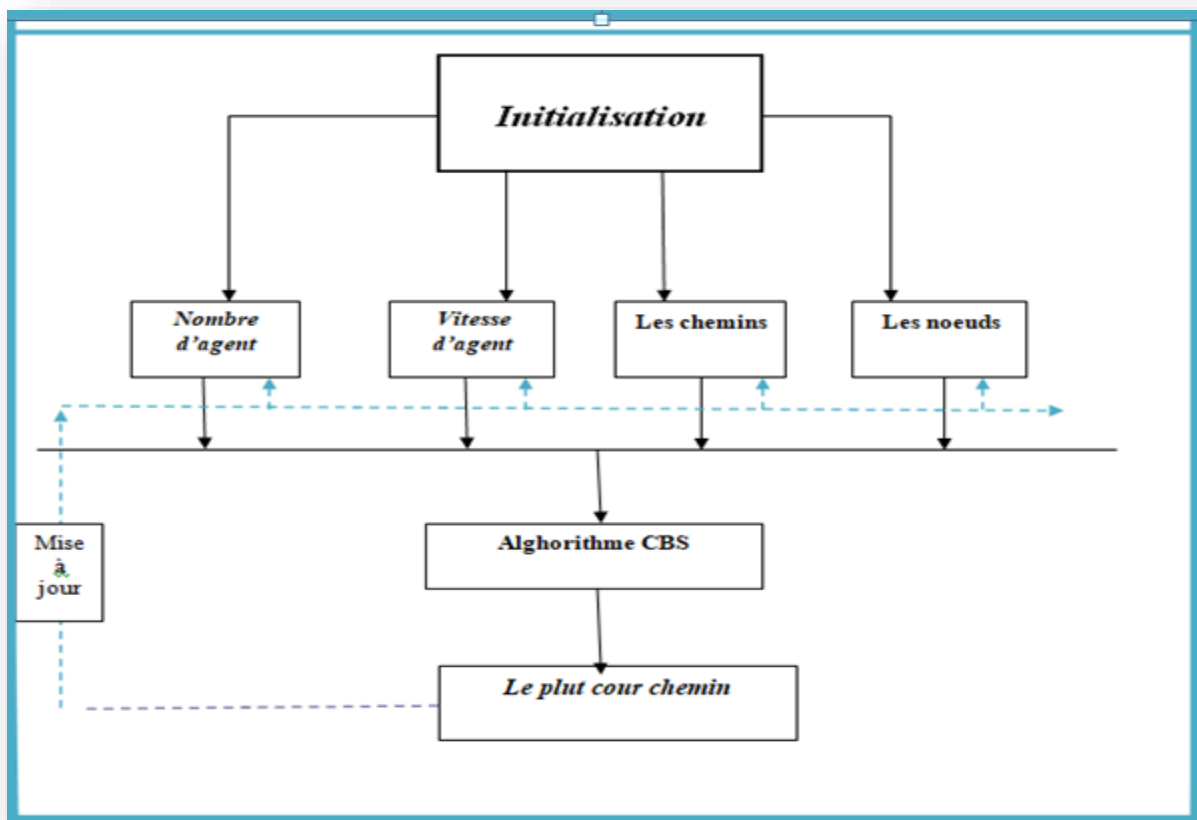 Initialisation
Nombre
d'agent
Vitesse
d'agent
Les chemins
Les noeuds
Alghorithme CBS
Mise
à
jour
Le plut cour chemin